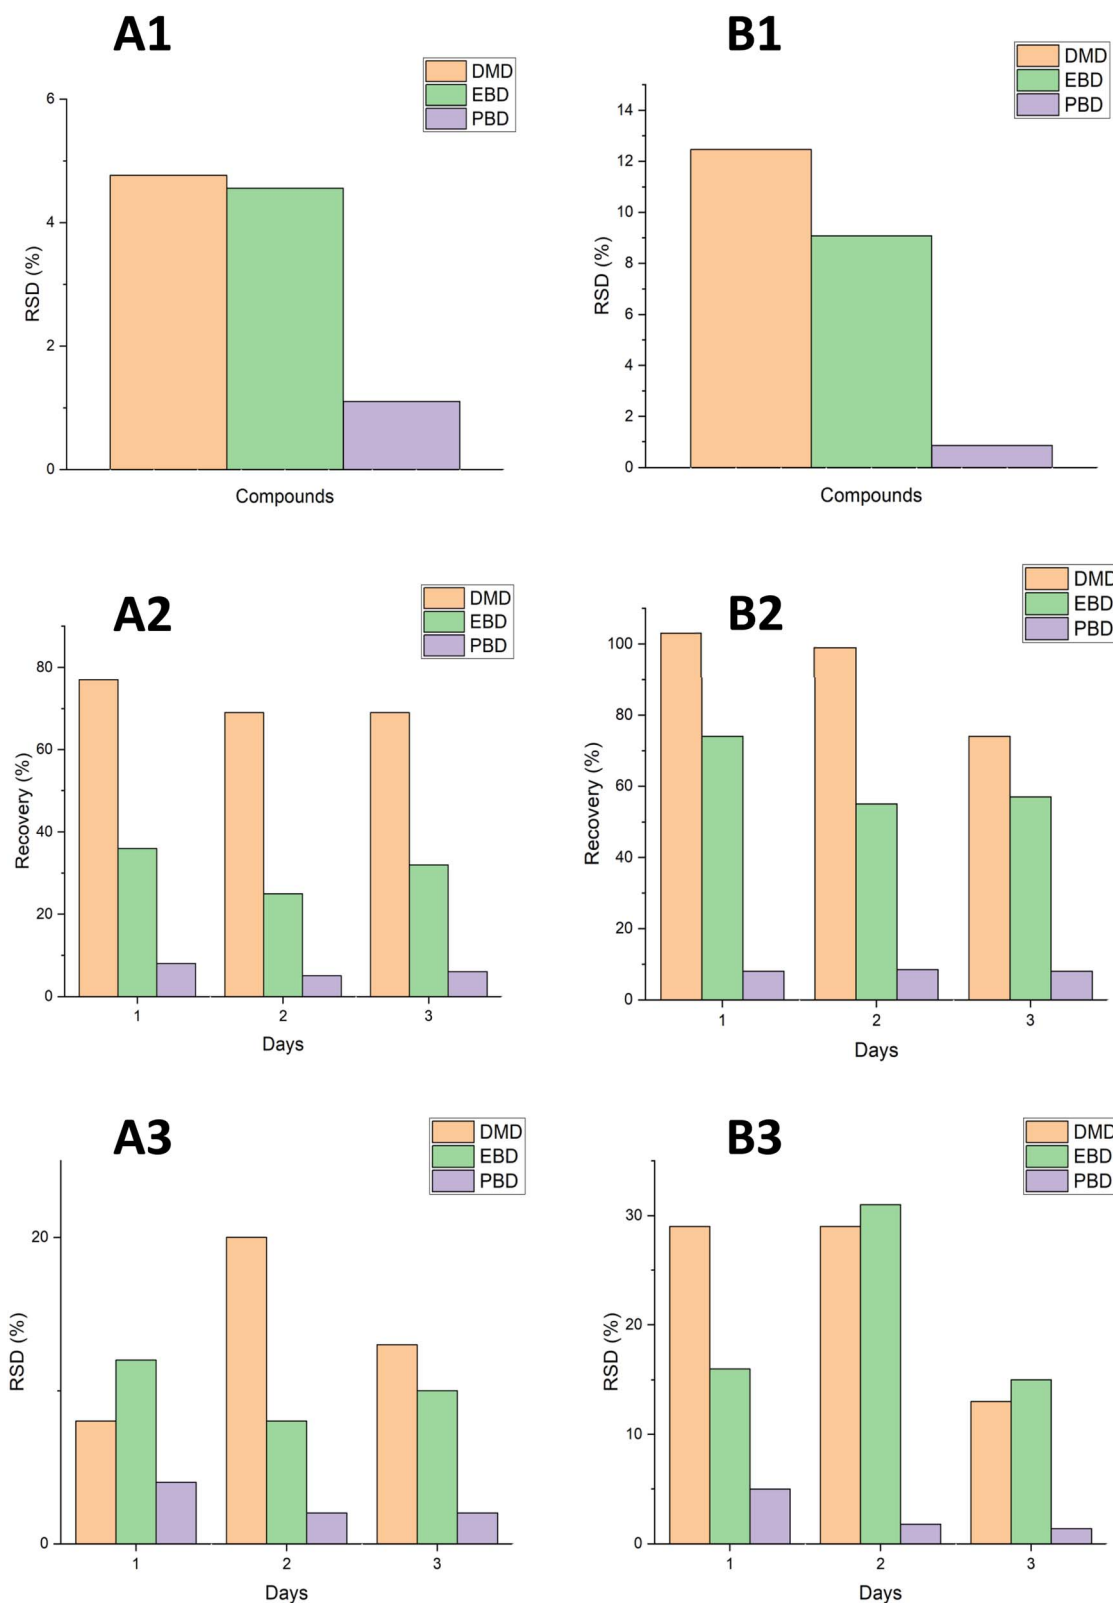 A1
DMD
EBD
PBD
6
4
2
0
RSD (%)
Compounds
B1
DMD
EBD
PBD
14
12
10
8
6
4
2
0
RSD (%)
Compounds
A2
DMD
EBD
PBD
80
60
40
20
0
Recovery (%)
1 2 3
Days
B2
DMD
EBD
PBD
100
80
60
40
20
0
Recovery (%)
1 2 3
Days
A3
DMD
EBD
PBD
20
0
RSD (%)
1 2 3
Days
B3
DMD
EBD
PBD
30
20
10
0
RSD (%)
1 2 3
Days